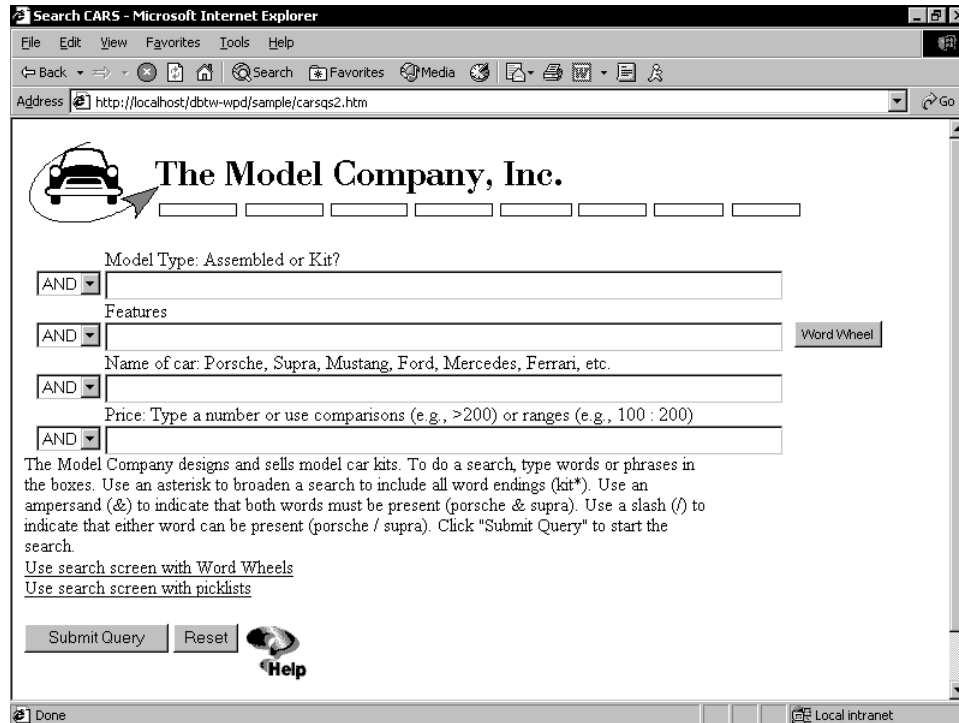 Search CARS - Microsoft Internet Explorer
File Edit View Favorites Tools Help
Back Search Favorites Media
Address http://localhost/dbtw-wpd/sample/carsqs2.htm Go
The Model Company, Inc.
Model Type: Assembled or Kit?
AND
Features
AND Word Wheel
Name of car: Porsche, Supra, Mustang, Ford, Mercedes, Ferrari, etc.
AND
Price: Type a number or use comparisons (e.g., >200) or ranges (e.g., 100 : 200)
AND
The Model Company designs and sells model car kits. To do a search, type words or phrases in
the boxes. Use an asterisk to broaden a search to include all word endings (kit*). Use an
ampersand (&) to indicate that both words must be present (porsche & supra). Use a slash (/) to
indicate that either word can be present (porsche / supra). Click "Submit Query" to start the
search.
Use search screen with Word Wheels
Use search screen with picklists
Submit Query Reset
Help
Done Local intranet